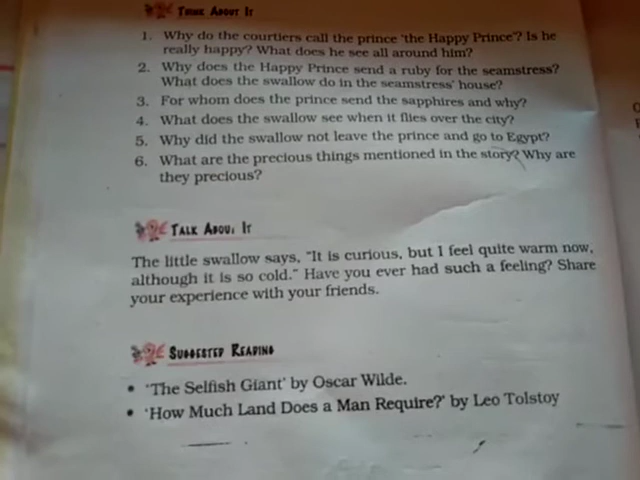 THINK ABOUT IT
1. Why do the courtiers call the prince 'the Happy Prince'? Is he
really happy? What does he see all around him?
2. Why does the Happy Prince send a ruby for the seamstress?
What does the swallow do in the seamstress' house?
3. For whom does the prince send the sapphires and why?
4. What does the swallow see when it flies over the city?
5. Why did the swallow not leave the prince and go to Egypt?
6. What are the precious things mentioned in the story? Why are
they precious?
TALK ABOUT IT
The little swallow says, "It is curious, but I feel quite warm now,
although it is so cold." Have you ever had such a feeling? Share
your experience with your friends.
SUGGESTED READING
• 'The Selfish Giant' by Oscar Wilde.
• 'How Much Land Does a Man Require?' by Leo Tolstoy